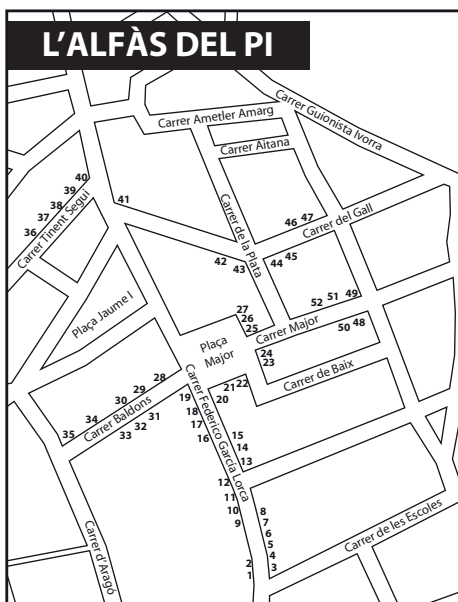 L'ALFÀS DEL PI
Carrer Guionista Ivorra
Carrer Ametler Amarg
Carrer Aitana
40
39
38
37
36
Carrer Tinent Segui
41
Carrer de la Plata
46 47
Carrer del Gall
42
43
44 45
Plaça Jaume I
27
26
25
52 51 49
50 48
Carrer Major
Plaça
Major
24
23
Carrer de Baix
28
29
30
34
35
Carrer Baldons
31
32
33
19
18
17
16
21 22
20
Carrer Federico García Lorca
15
14
13
12
11
10
9
8
7
6
5
4
3
2
1
Carrer de les Escoles
Carrer d'Aragó